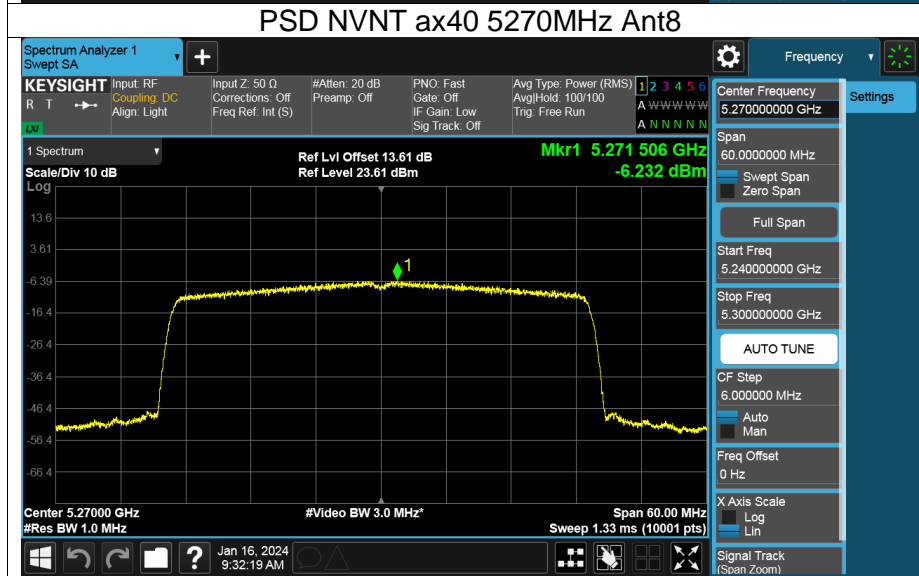 PSD NVNT ax40 5270MHz Ant8
Spectrum Analyzer 1
Swept SA
+
Frequency
KEYSIGHT
R T
LXI
Input: RF
Coupling: DC
Align: Light
Input Z: 50 Ω
Corrections: Off
Freq Ref: Int (S)
#Atten: 20 dB
Preamp: Off
PNO: Fast
Gate: Off
IF Gain: Low
Sig Track: Off
Avg Type: Power (RMS)
Avg|Hold: 100/100
Trig: Free Run
1 2 3 4 5 6
A W W W W W
A N N N N N
1 Spectrum
Scale/Div 10 dB
Log
Ref Lvl Offset 13.61 dB
Ref Level 23.61 dBm
Mkr1 5.271 506 GHz
-6.232 dBm
13.6
3.61
-6.39
-16.4
-26.4
-36.4
-46.4
-56.4
-66.4
1
Center 5.27000 GHz
#Res BW 1.0 MHz
#Video BW 3.0 MHz*
Span 60.00 MHz
Sweep 1.33 ms (10001 pts)
Center Frequency
5.270000000 GHz
Settings
Span
60.0000000 MHz
Swept Span
Zero Span
Full Span
Start Freq
5.240000000 GHz
Stop Freq
5.300000000 GHz
AUTO TUNE
CF Step
6.000000 MHz
Auto
Man
Freq Offset
0 Hz
X Axis Scale
Log
Lin
Signal Track
(Span Zoom)
?
Jan 16, 2024
9:32:19 AM